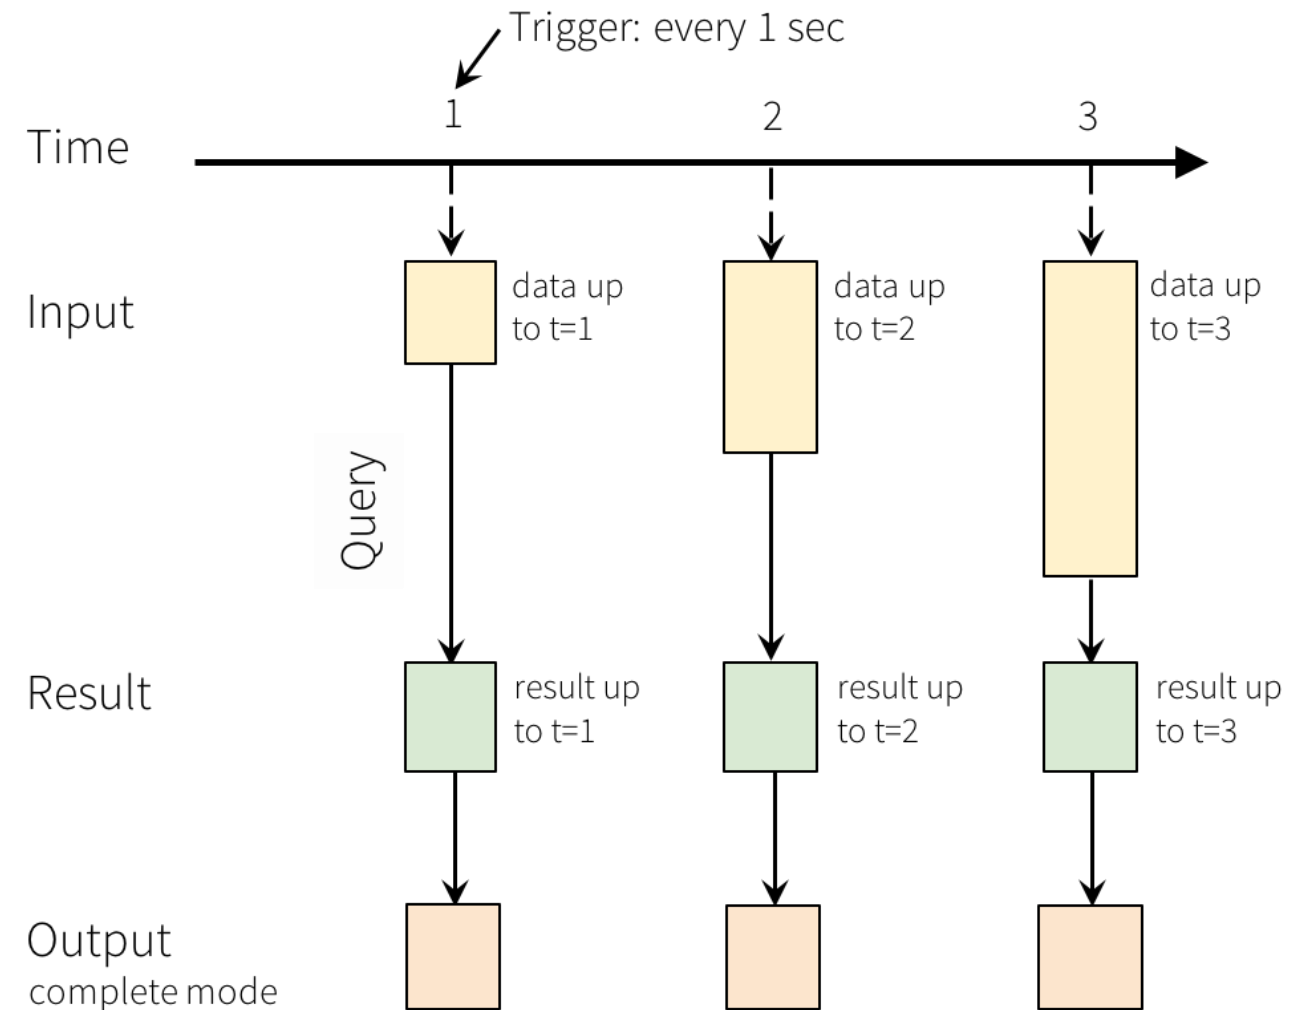 Trigger: every 1 sec
1
2
3
Time
Input
data up
to t=1
data up
to t=2
data up
to t=3
Query
Result
result up
to t=1
result up
to t=2
result up
to t=3
Output
complete mode